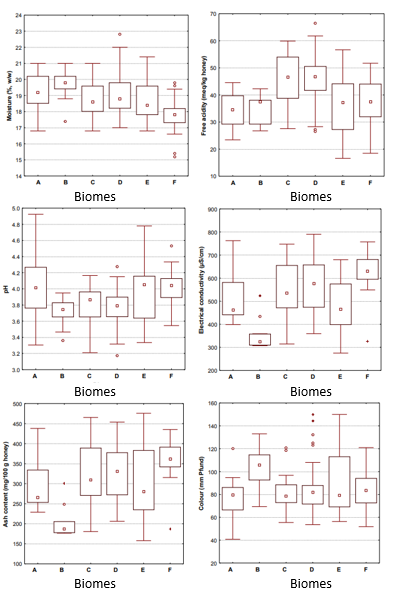 Moisture (%, w/w)
24
23
22
21
20
19
18
17
16
15
14
A B C D E F
Biomes
Free acidity (meq/kg honey)
70
60
50
40
30
20
10
A B C D E F
Biomes
pH
5.0
4.6
4.2
4.0
3.8
3.6
3.4
3.2
3.0
A B C D E F
Biomes
Electrical conductivity (µS/cm)
900
800
700
600
500
400
300
200
A B C D E F
Biomes
Ash content (mg/100 g honey)
500
450
400
350
300
250
200
150
100
A B C D E F
Biomes
Colour (mm Pfund)
160
140
120
100
80
60
40
20
A B C D E F
Biomes